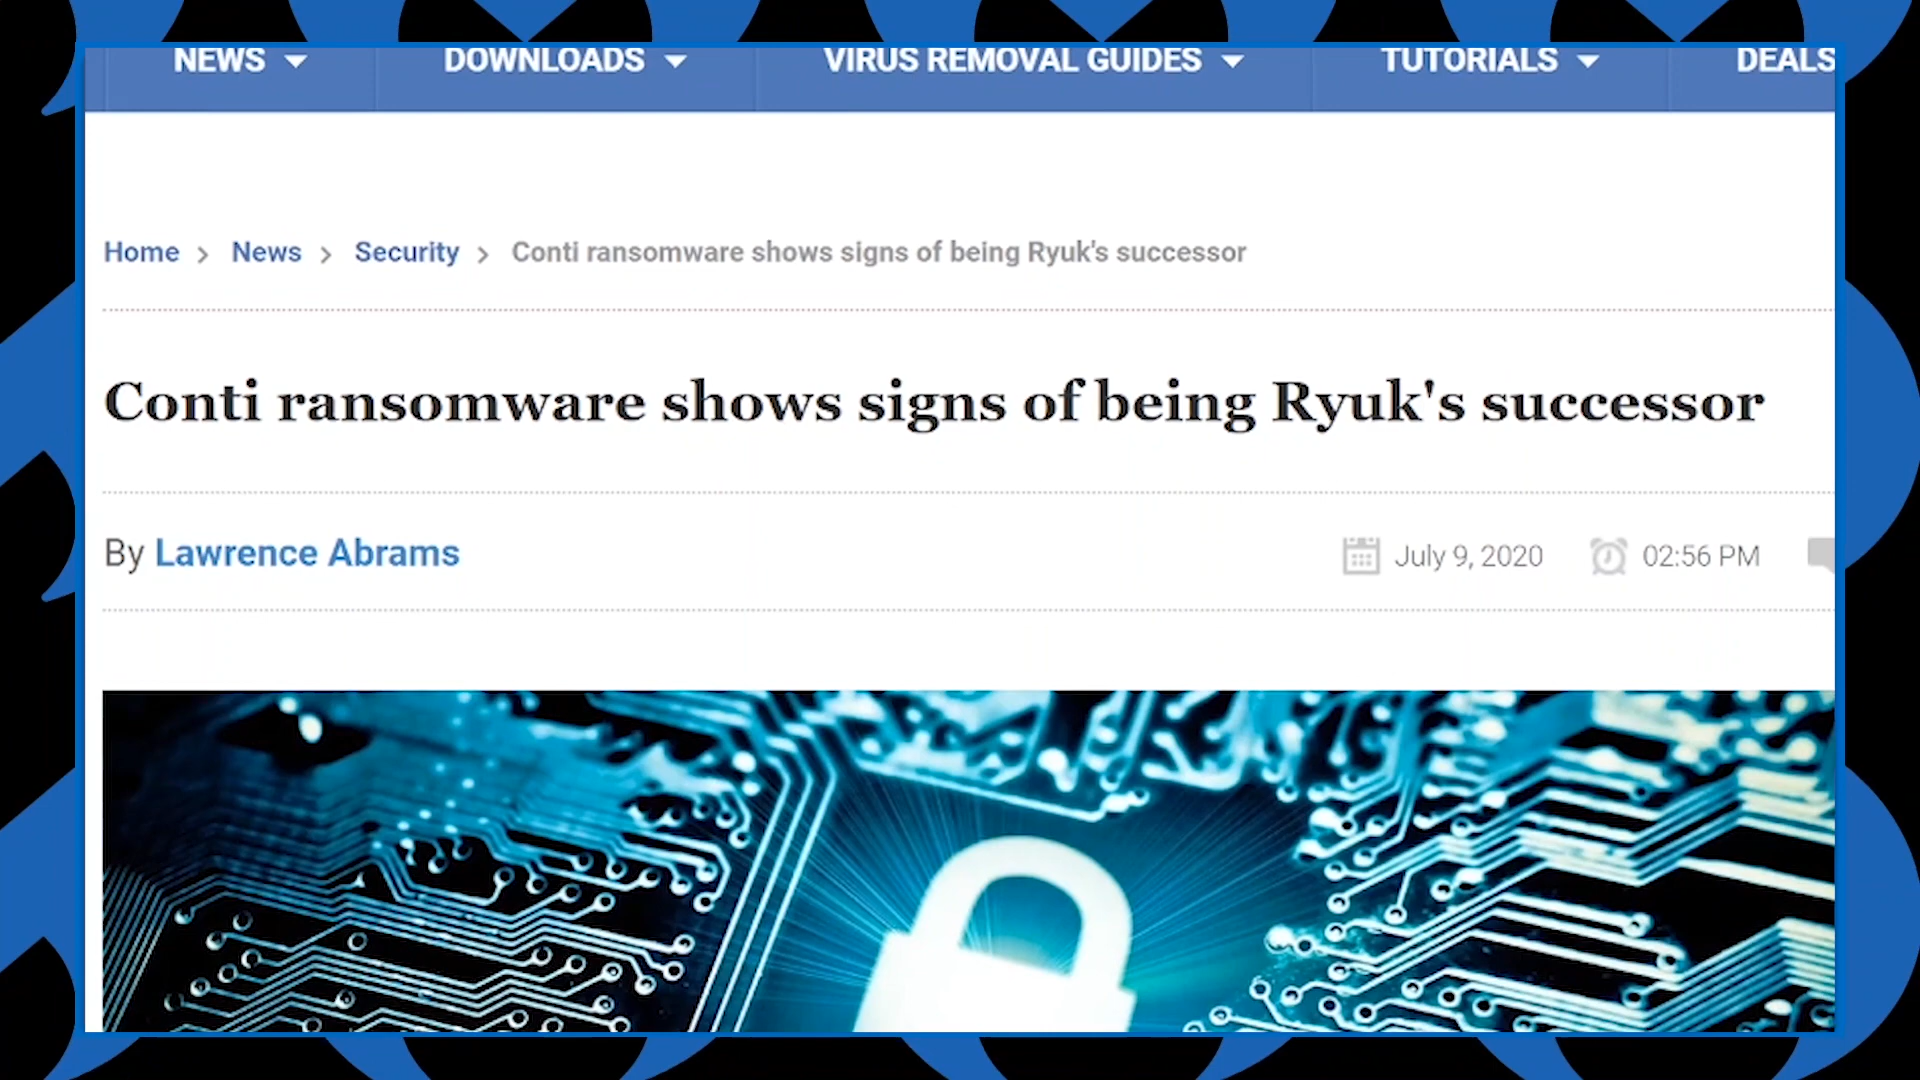 NEWS DOWNLOADS VIRUS REMOVAL GUIDES TUTORIALS DEALS
Home > News > Security > Conti ransomware shows signs of being Ryuk's successor
Conti ransomware shows signs of being Ryuk's successor
By Lawrence Abrams July 9, 2020 02:56 PM